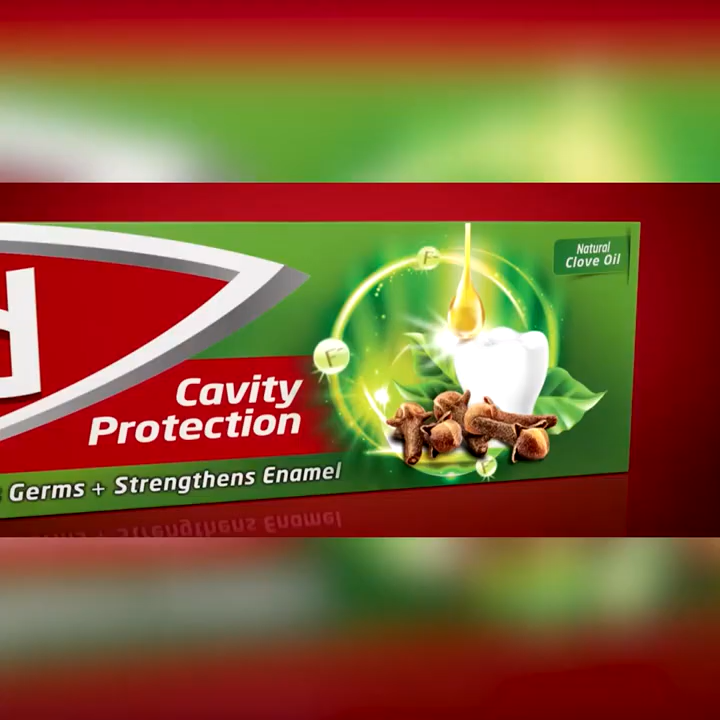 Natural
Clove Oil
F-
F-
d
Cavity
Protection
Germs + Strengthens Enamel